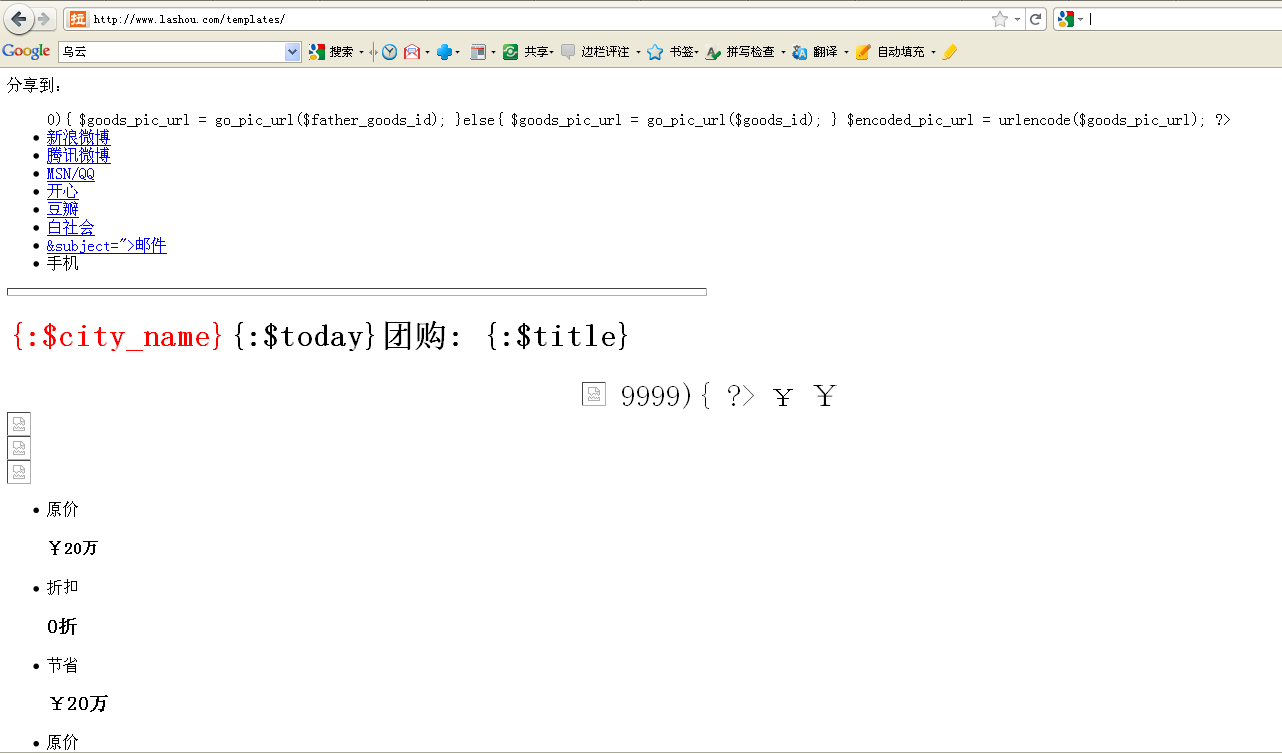 http://www.lashou.com/templates/
Google 乌云 搜索 共享 边栏评注 书签 拼写检查 翻译 自动填充
分享到:
0){ $goods_pic_url = go_pic_url($father_goods_id); }else{ $goods_pic_url = go_pic_url($goods_id); } $encoded_pic_url = urlencode($goods_pic_url); ?>
新浪微博
腾讯微博
MSN/QQ
开心
豆瓣
白社会
&subject=">邮件
手机
{:$city_name} {:$today}团购: {:$title}
9999){ ?> ¥ ¥
原价
¥20万
折扣
0折
节省
¥20万
原价